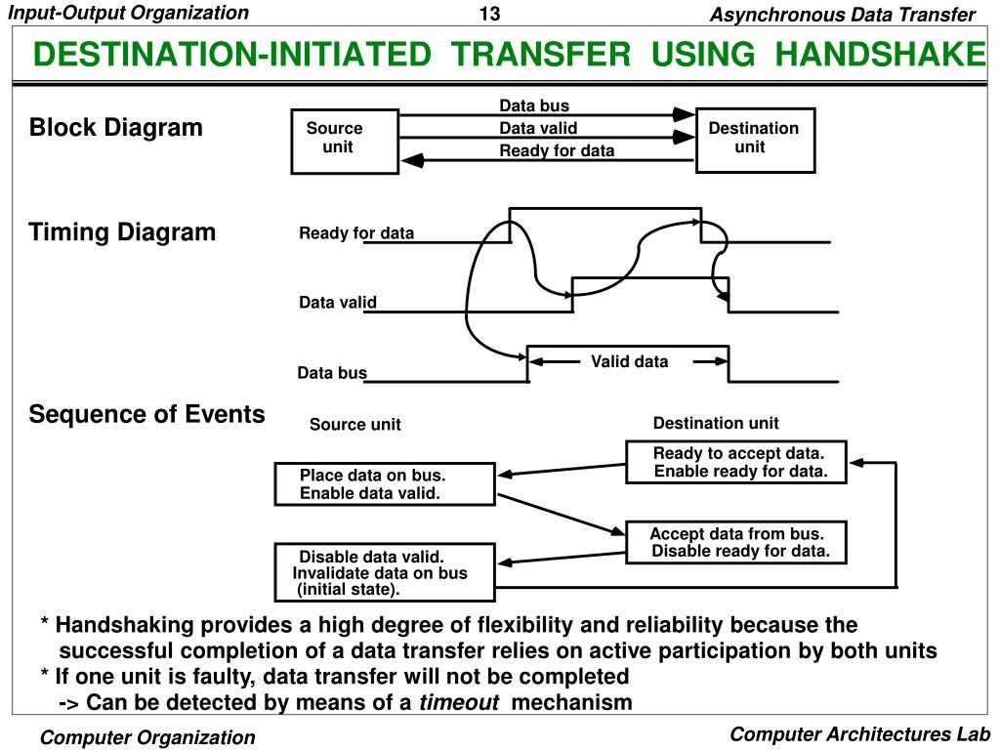 Input-Output Organization
13
Asynchronous Data Transfer
DESTINATION-INITIATED TRANSFER USING HANDSHAKE
Block Diagram
Source
unit
Data bus
Data valid
Ready for data
Destination
unit
Timing Diagram
Ready for data
Data valid
Data bus
Valid data
Sequence of Events
Source unit
Destination unit
Ready to accept data.
Enable ready for data.
Place data on bus.
Enable data valid.
Accept data from bus.
Disable ready for data.
Disable data valid.
Invalidate data on bus
(initial state).
* Handshaking provides a high degree of flexibility and reliability because the
successful completion of a data transfer relies on active participation by both units
* If one unit is faulty, data transfer will not be completed
-> Can be detected by means of a timeout mechanism
Computer Organization
Computer Architectures Lab